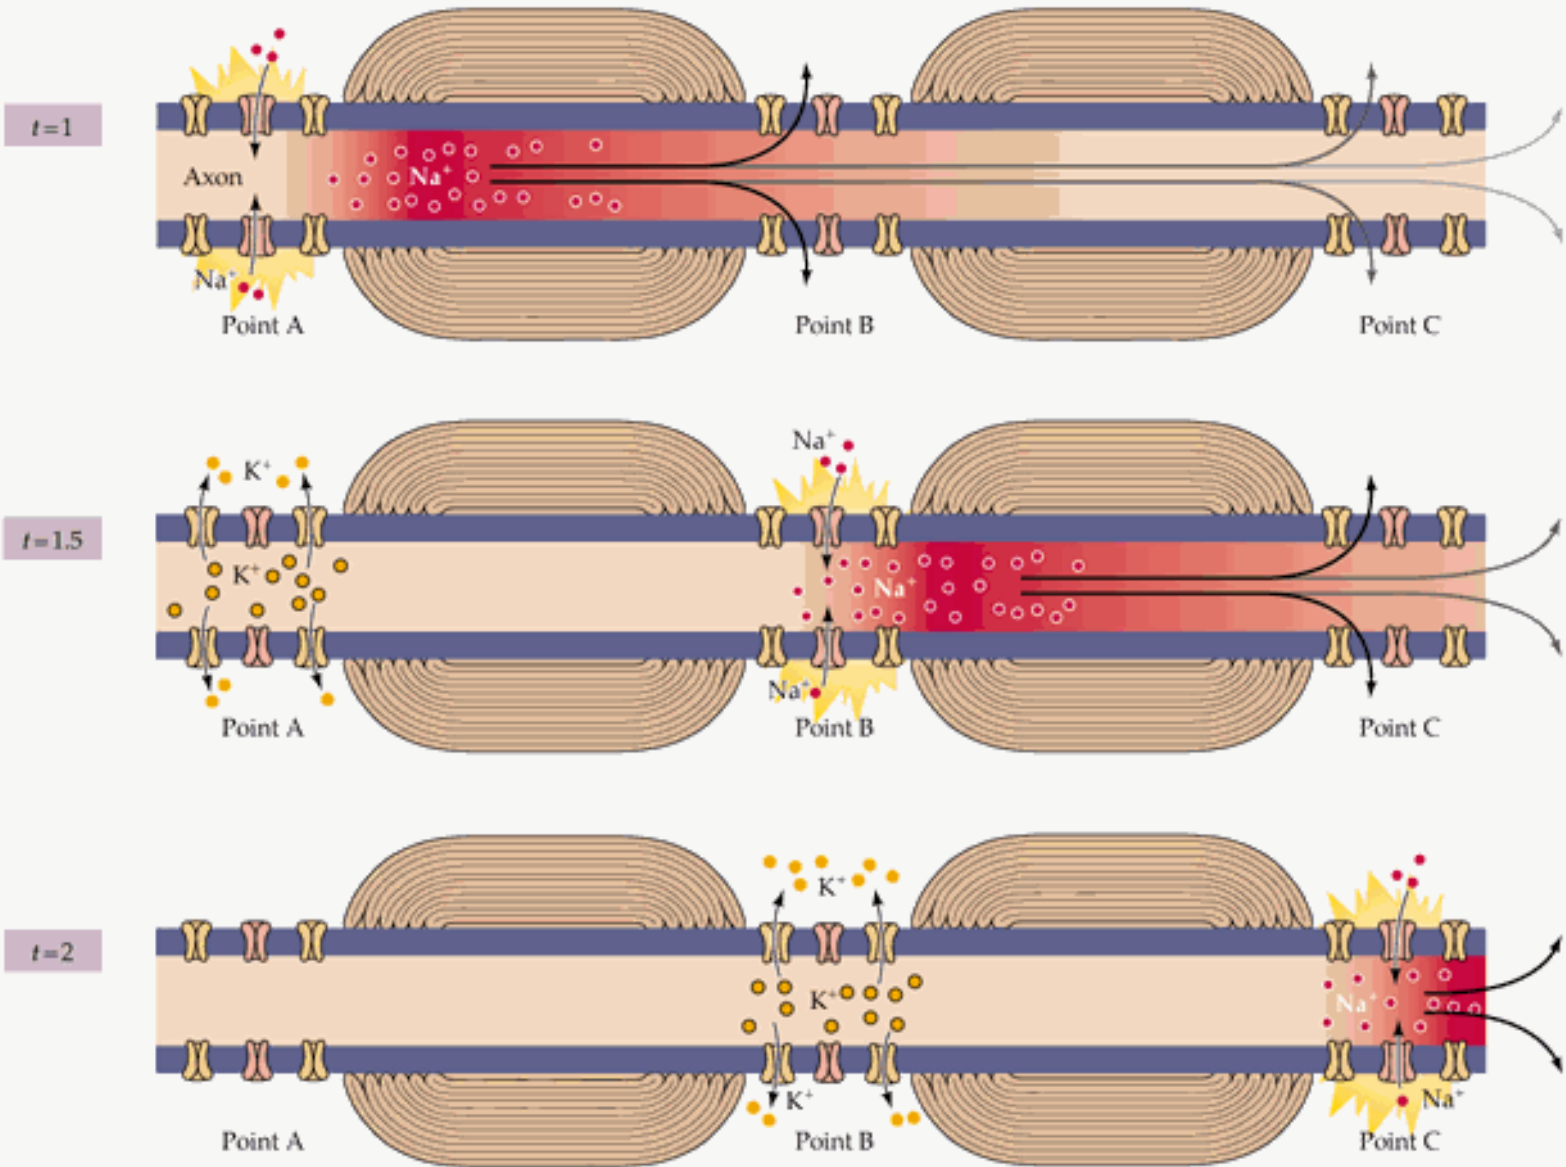 t=1
Axon
Na⁺
Na⁺
Point A
Point B
Point C
Na⁺
K⁺
t=1.5
K⁺
Na⁺
Na⁺
Point A
Point B
Point C
K⁺
t=2
K⁺
Na⁺
K⁺
Na⁺
Point A
Point B
Point C